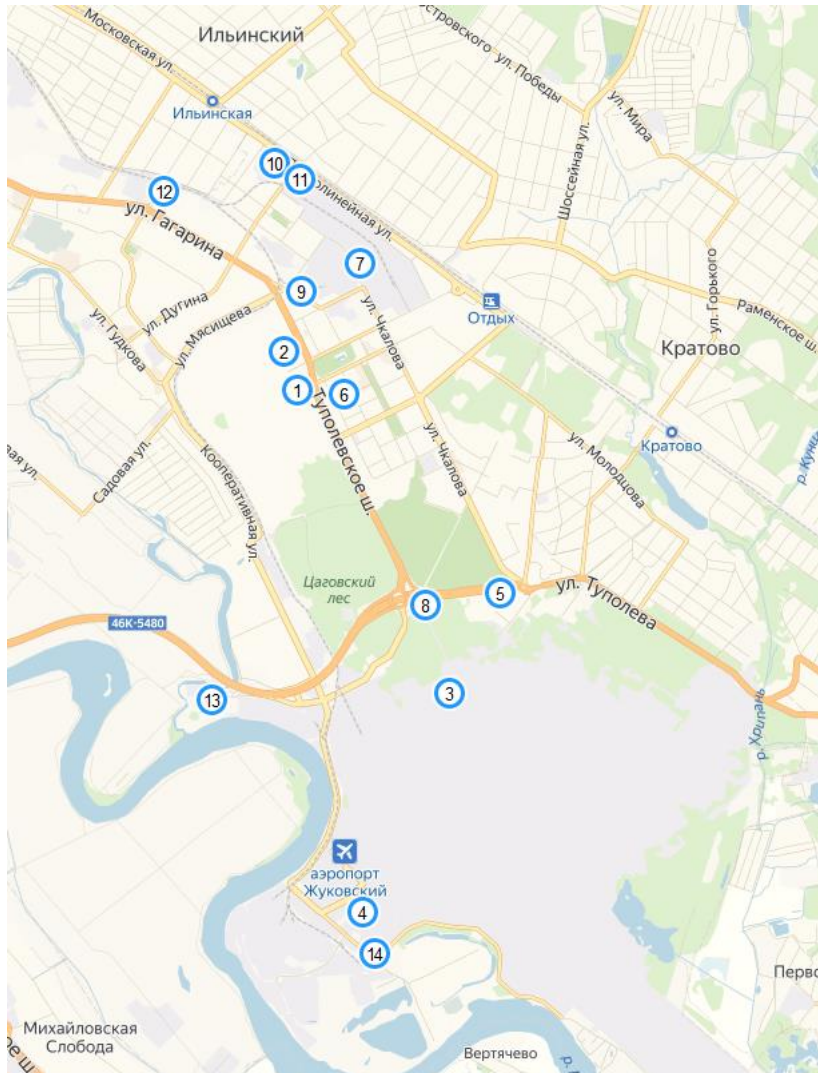 Московская ул.
Ильинский
ул. Победы
Ильинская
ул. Мира
Шоссейная ул.
10
11
12
ул. Гагарина
7
ул. Горького
9
Отдых
Раменское ш.
ул. Дугина
ул. Мясищева
ул. Чкалова
ул. Гудкова
2
Кратово
1
6
Туполевское ш.
ул. Чкалова
Кратово
Садовая ул.
Кооперативная ул.
ул. Молодцова
Цаговский
лес
5
ул. Туполева
8
46К-5480
3
13
р. Хрипань
аэропорт
Жуковский
4
14
Михайловская
Слобода
Вертячево